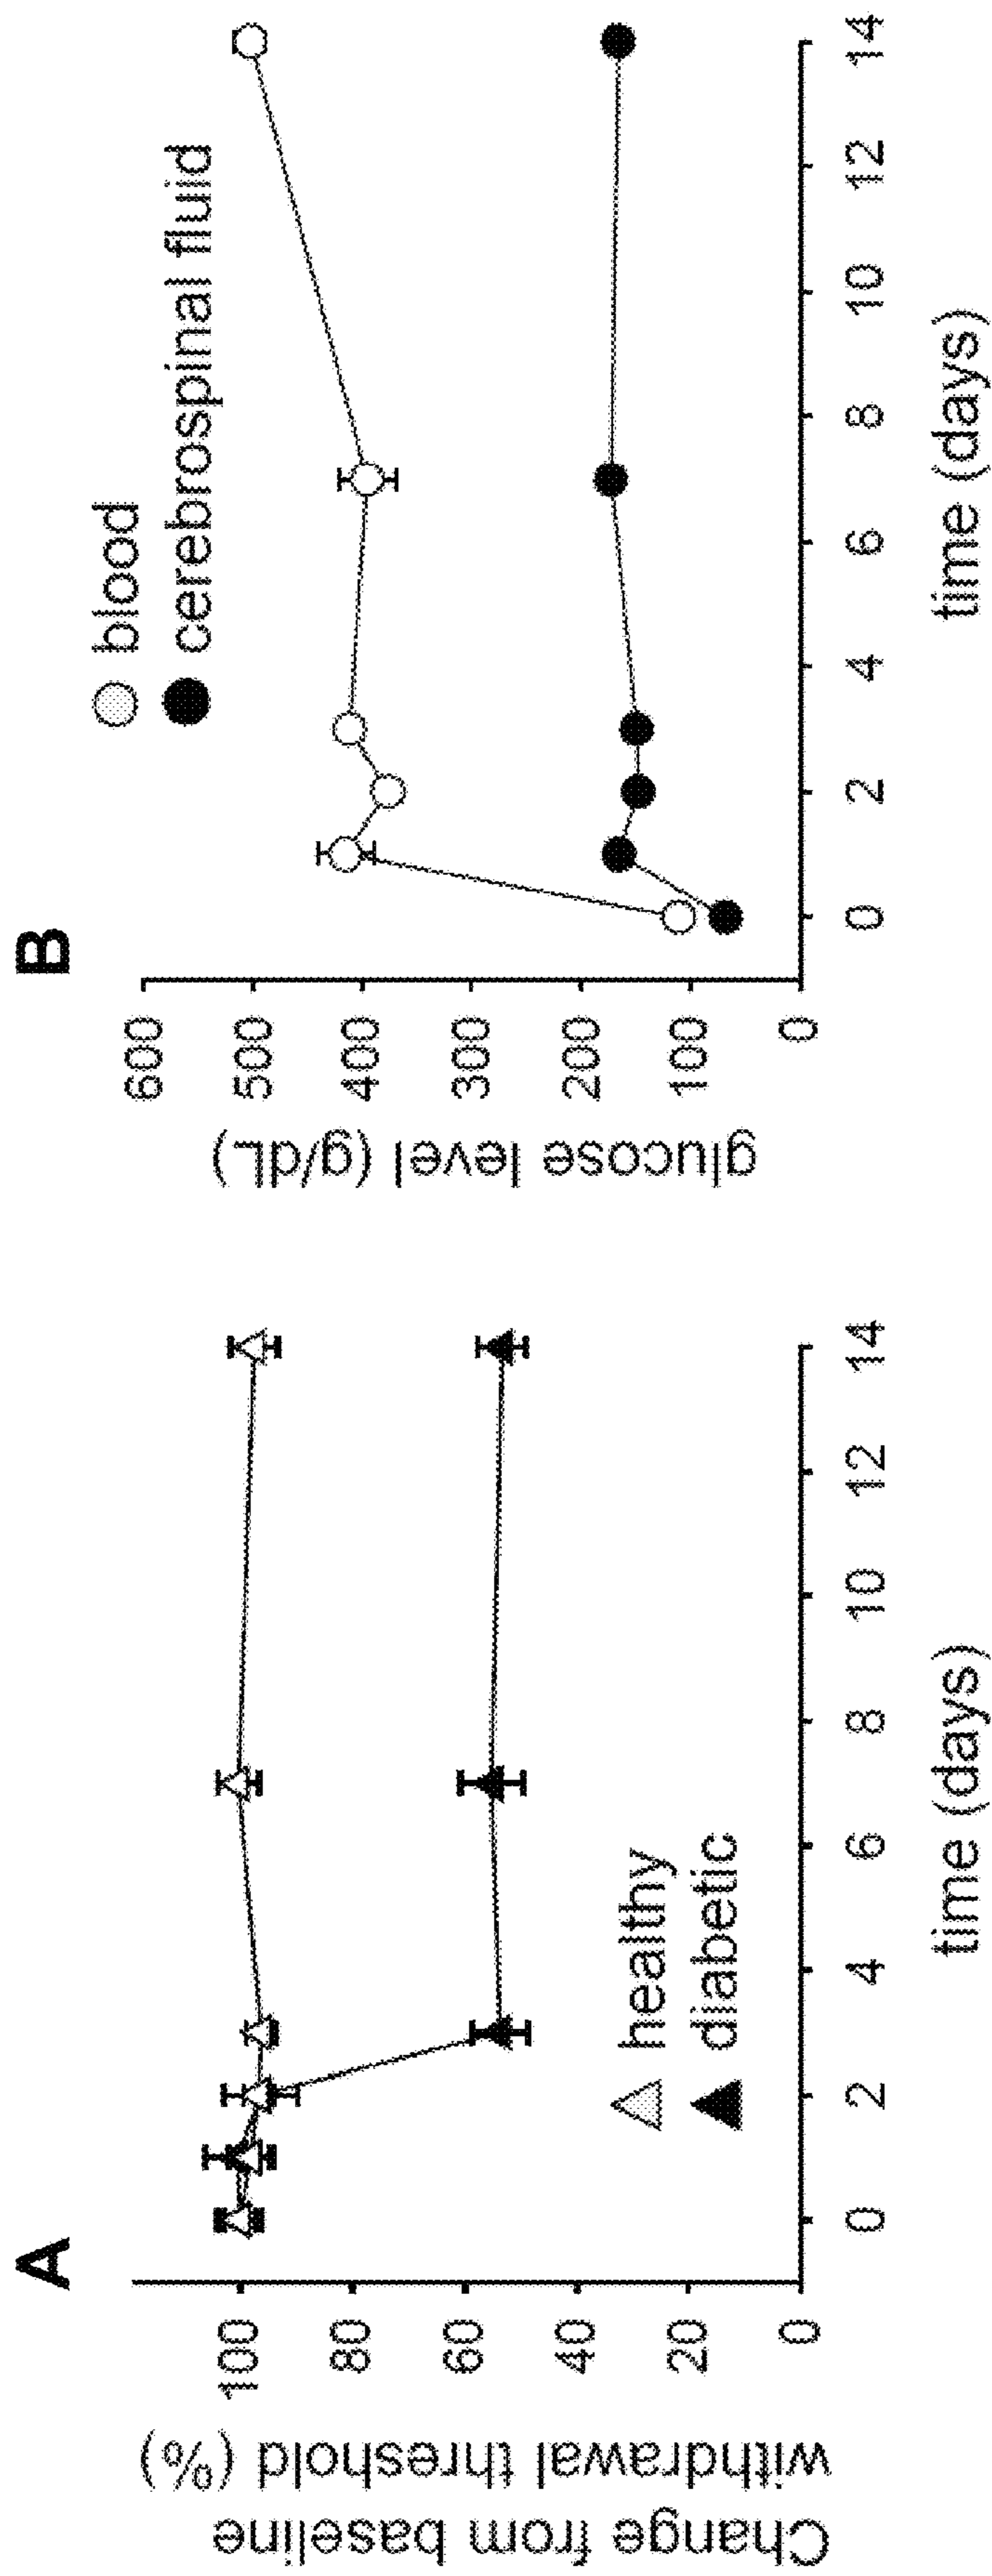 A
Change from baseline
withdrawal threshold (%)
100
80
60
40
20
0
healthy
diabetic
0 2 4 6 8 10 12 14
time (days)
B
blood
cerebrospinal fluid
glucose level (g/dL)
600
500
400
300
200
100
0
0 2 4 6 8 10 12 14
time (days)